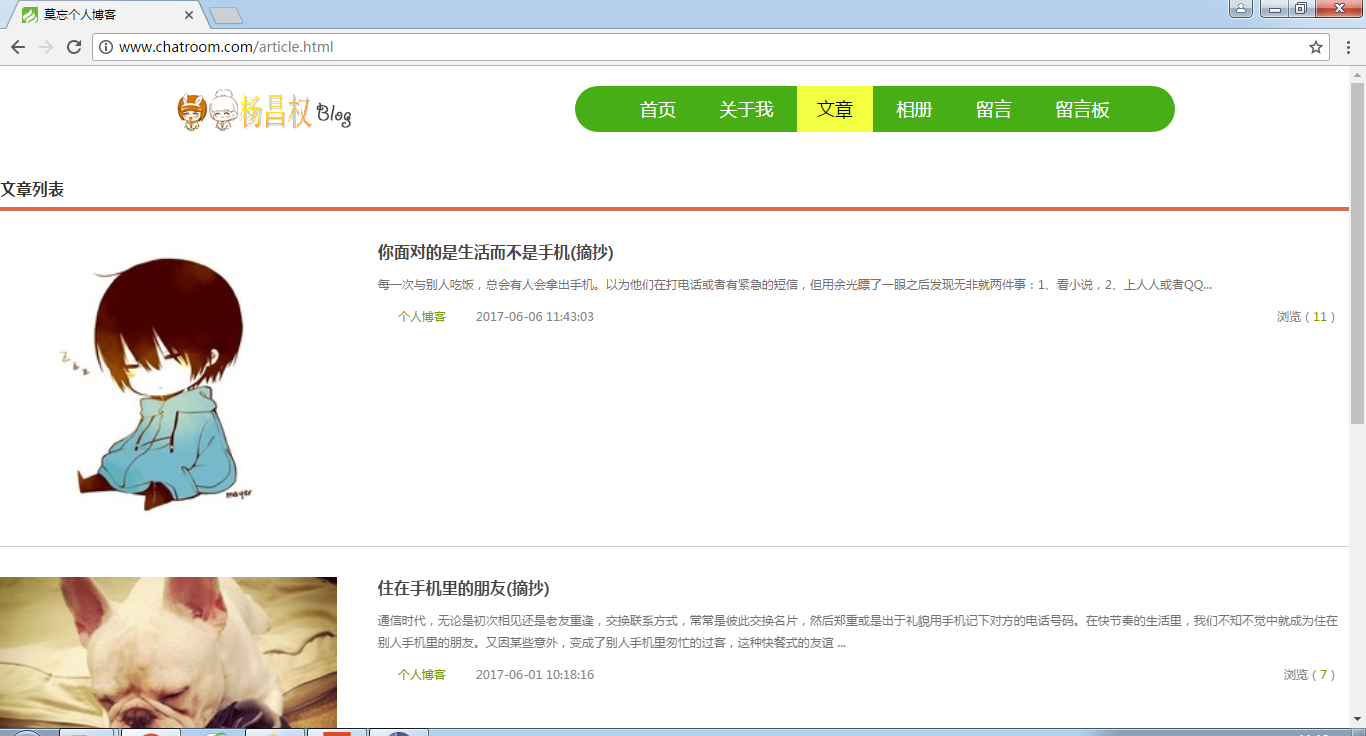 莫忘个人博客
www.chatroom.com/article.html
杨昌权 Blog
首页 关于我 文章 相册 留言 留言板
文章列表
你面对的是生活而不是手机(摘抄)
每一次与别人吃饭，总会有人会拿出手机。以为他们在打电话或者有紧急的短信，但用余光瞟了一眼之后发现无非就两件事：1、看小说，2、上人人或者QQ...
个人博客 2017-06-06 11:43:03 浏览（11）
z z z
mayer
住在手机里的朋友(摘抄)
通信时代，无论是初次相见还是老友重逢，交换联系方式，常常是彼此交换名片，然后郑重或是出于礼貌用手机记下对方的电话号码。在快节奏的生活里，我们不知不觉中就成为住在
别人手机里的朋友。又因某些意外，变成了别人手机里匆忙的过客，这种快餐式的友谊 ...
个人博客 2017-06-01 10:18:16 浏览（7）